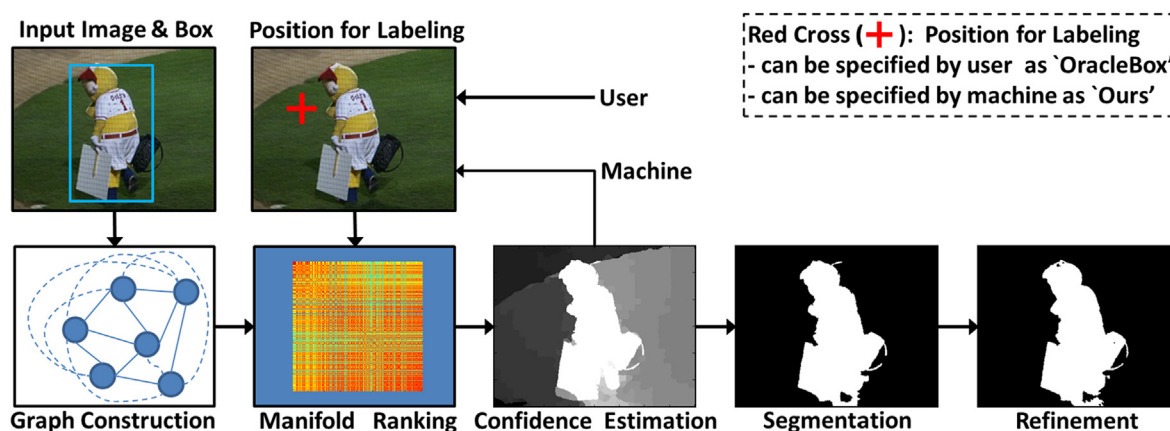 Input Image & Box
Position for Labeling
Red Cross (+): Position for Labeling
- can be specified by user as `OracleBox'
- can be specified by machine as `Ours'
User
Machine
1
Graph Construction
Manifold Ranking
Confidence Estimation
Segmentation
Refinement